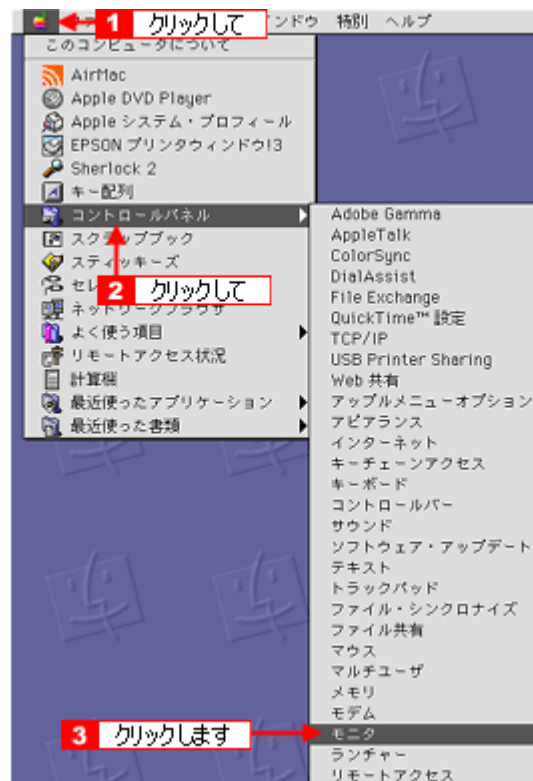 1 クリックして ンドウ 特別 ヘルプ
このコンピュータについて
AirMac
Apple DVD Player
Apple システム・プロフィール
EPSON プリンタウィンドウ!3
Sherlock 2
キー配列
コントロールパネル
スクラップブック
スティッキーズ
セレ
2 クリックして
ネットワークブラウザ
よく使う項目
リモートアクセス状況
計算機
最近使ったアプリケーション
最近使った書類
Adobe Gamma
AppleTalk
ColorSync
DialAssist
File Exchange
QuickTime™ 設定
TCP/IP
USB Printer Sharing
Web 共有
アップルメニューオプション
アピアランス
インターネット
キーチェーンアクセス
キーボード
コントロールバー
サウンド
ソフトウェア・アップデート
テキスト
トラックパッド
ファイル・シンクロナイズ
ファイル共有
マウス
マルチユーザ
メモリ
モデム
3 クリックします
モニタ
ランチャー
リモートアクセス